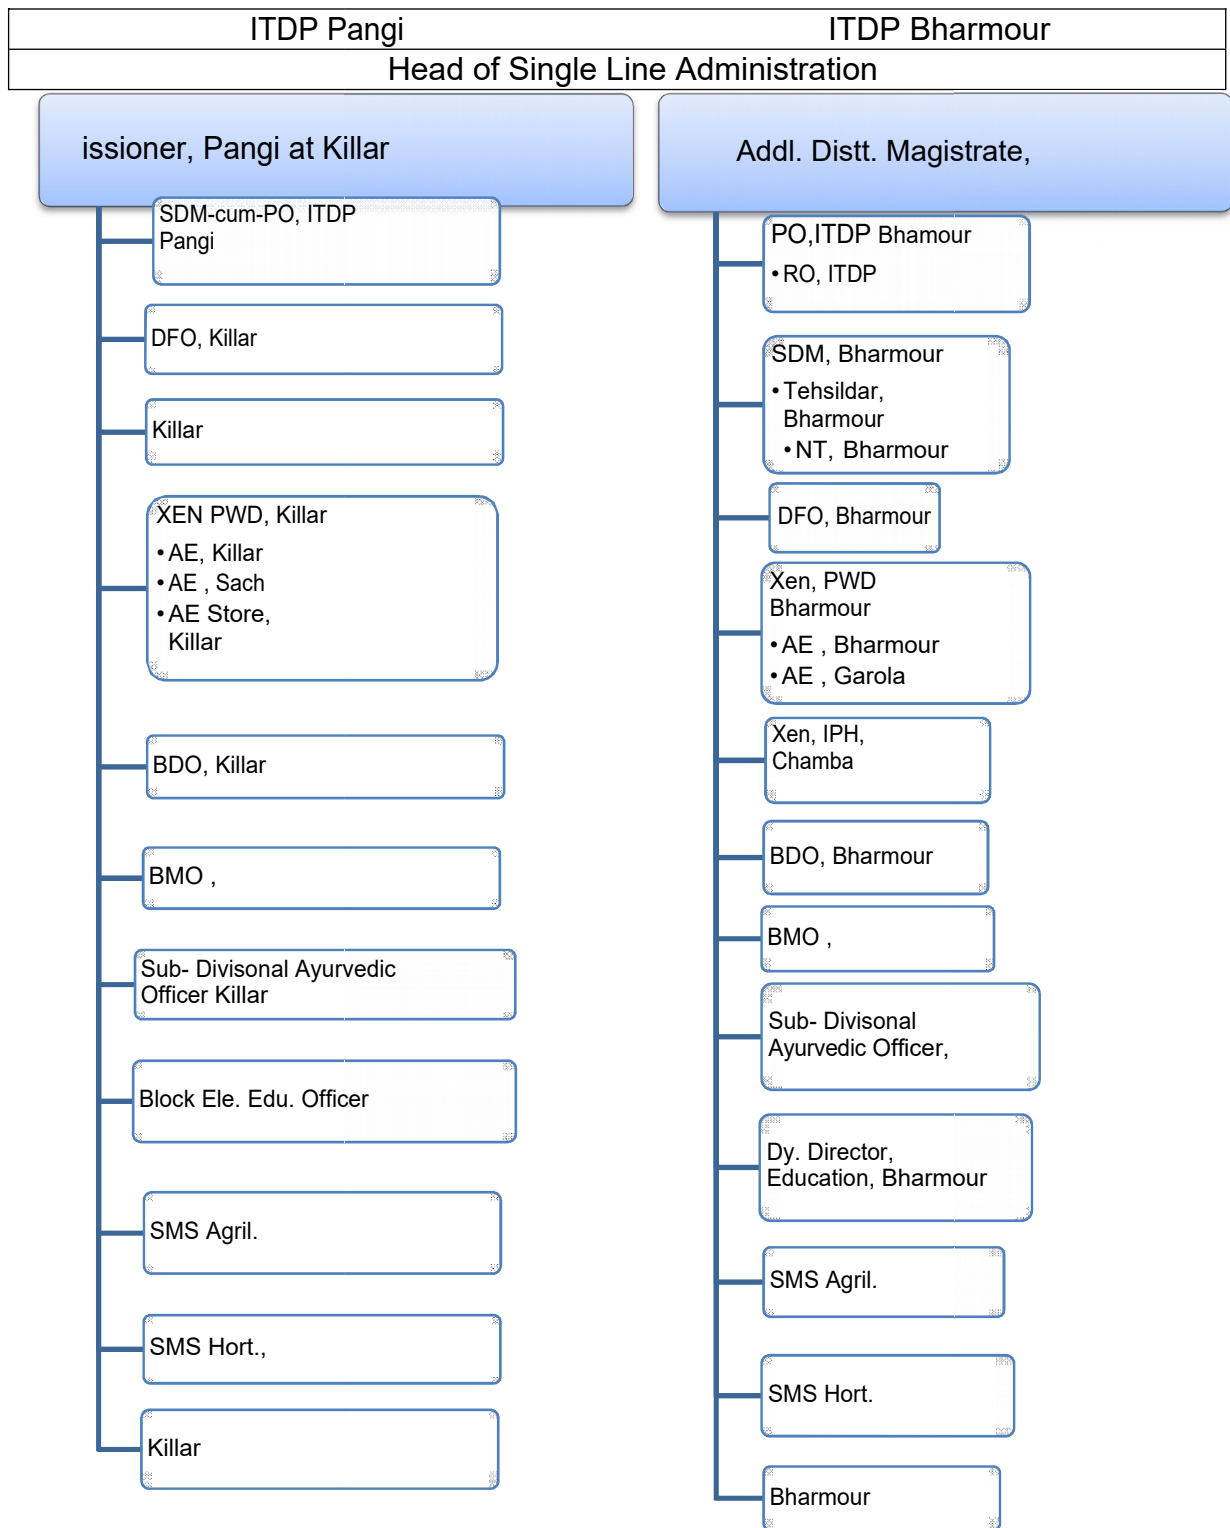 ITDP Pangi
ITDP Bharmour
Head of Single Line Administration
issioner, Pangi at Killar
SDM-cum-PO, ITDP
Pangi
DFO, Killar
Killar
XEN PWD, Killar
•AE, Killar
•AE , Sach
•AE Store,
Killar
BDO, Killar
BMO ,
Sub- Divisonal Ayurvedic
Officer Killar
Block Ele. Edu. Officer
SMS Agril.
SMS Hort.,
Killar
Addl. Distt. Magistrate,
PO,ITDP Bhamour
•RO, ITDP
SDM, Bharmour
•Tehsildar,
Bharmour
•NT, Bharmour
DFO, Bharmour
Xen, PWD
Bharmour
•AE , Bharmour
•AE , Garola
Xen, IPH,
Chamba
BDO, Bharmour
BMO ,
Sub- Divisonal
Ayurvedic Officer,
Dy. Director,
Education, Bharmour
SMS Agril.
SMS Hort.
Bharmour